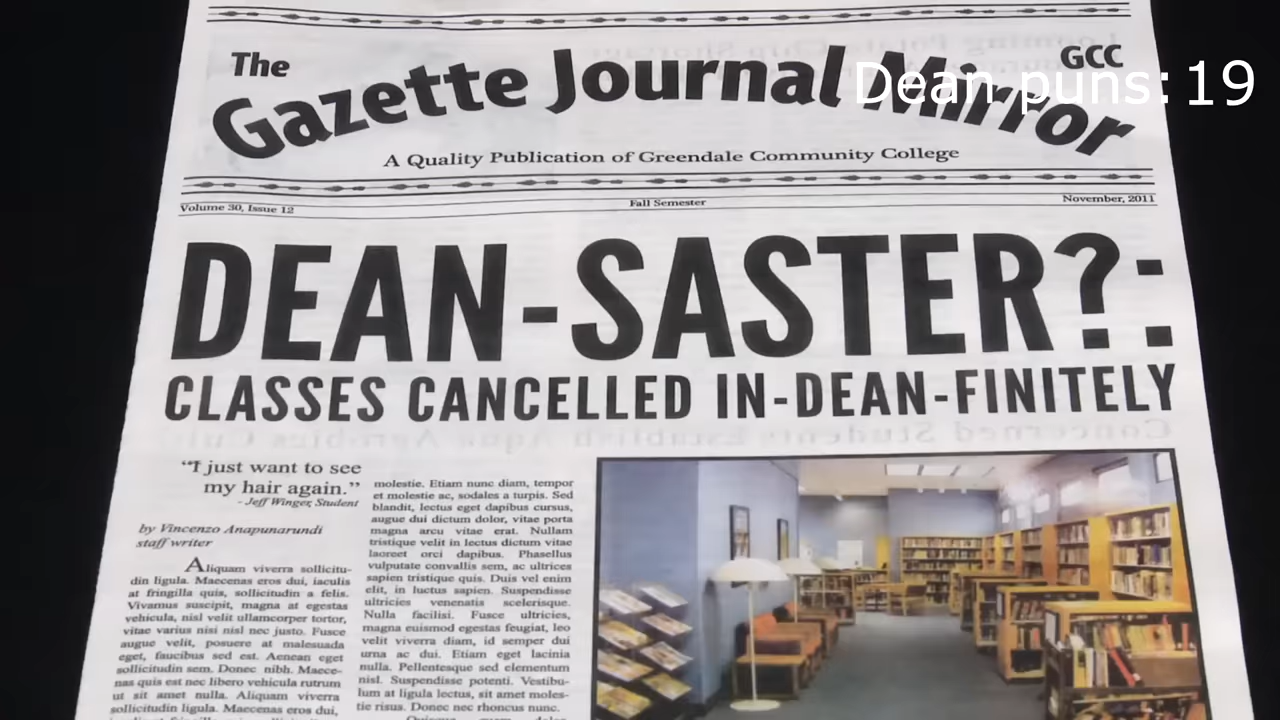 The
GCC
Gazette Journal Mirror
Dean puns: 19
A Quality Publication of Greendale Community College
Volume 30, Issue 12
Fall Semester
November, 2011
DEAN-SASTER?:
CLASSES CANCELLED IN-DEAN-FINITELY
“I just want to see
my hair again.”
- Jeff Winger, Student
by Vincenzo Anapunarundi
staff writer
Aliquam viverra sollicitu-
din ligula. Maecenas eros dui, iaculis
at fringilla quis, sollicitudin a felis.
Vivamus suscipit, magna at egestas
vehicula, nisl velit ullamcorper tortor,
vitae varius nisi nisl nec justo. Fusce
augue velit, posuere at malesuada
eget, faucibus sed est. Aenean eget
sollicitudin sem. Donec nibh. Maece-
nas quis est nec libero vehicula rutrum
ut sit amet nulla. Aliquam viverra
sollicitudin ligula. Maecenas eros dui,
molestie. Etiam nunc diam, tempor
et molestie ac, sodales a turpis. Sed
blandit, lectus eget dapibus cursus,
augue dui dictum dolor, vitae porta
magna arcu vitae erat. Nullam
tristique velit in lectus dictum vitae
laoreet orci dapibus. Phasellus
vulputate convallis sem, ac ultrices
sapien tristique quis. Duis vel enim
elit, in luctus sapien. Suspendisse
ultricies venenatis scelerisque.
Nulla facilisi. Fusce ultricies,
magna euismod egestas feugiat, leo
velit viverra diam, id semper dui
urna ac dui. Etiam eget lacinia
nulla. Pellentesque sed elementum
nisl. Suspendisse potenti. Vestibu-
lum at ligula lectus, sit amet moles-
tie risus. Donec nec rhoncus nunc.